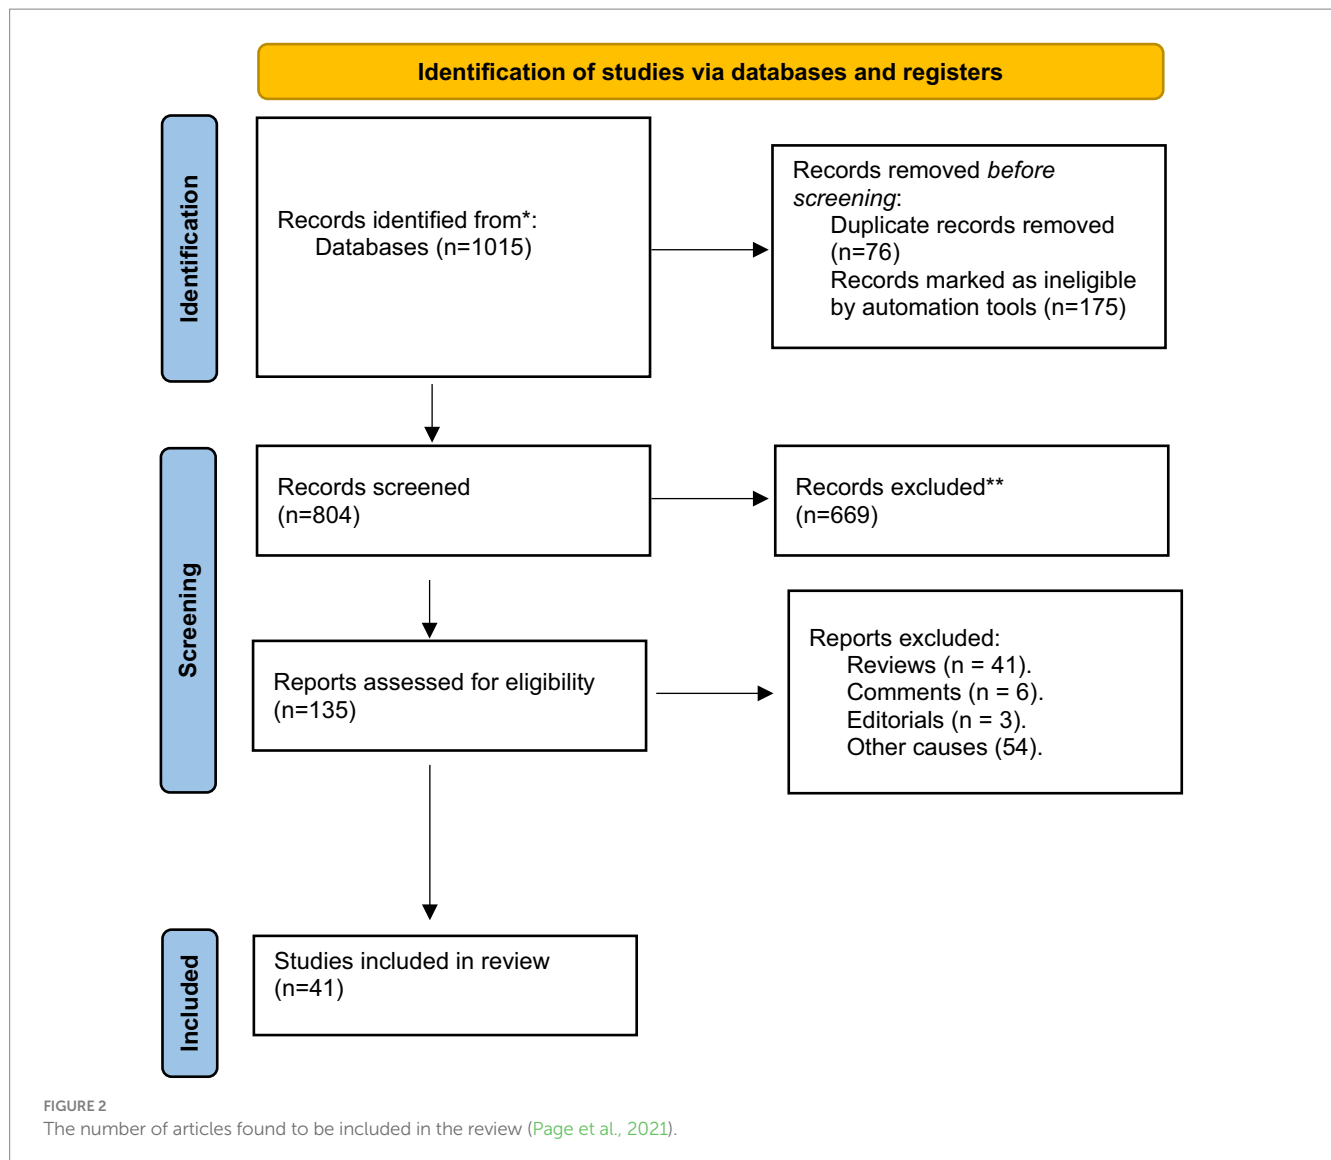 Identification of studies via databases and registers
Identification
Records identified from*:
Databases (n=1015)
Records removed before
screening:
Duplicate records removed
(n=76)
Records marked as ineligible
by automation tools (n=175)
Screening
Records screened
(n=804)
Records excluded**
(n=669)
Reports assessed for eligibility
(n=135)
Reports excluded:
Reviews (n = 41).
Comments (n = 6).
Editorials (n = 3).
Other causes (54).
Included
Studies included in review
(n=41)
FIGURE 2
The number of articles found to be included in the review (Page et al., 2021).